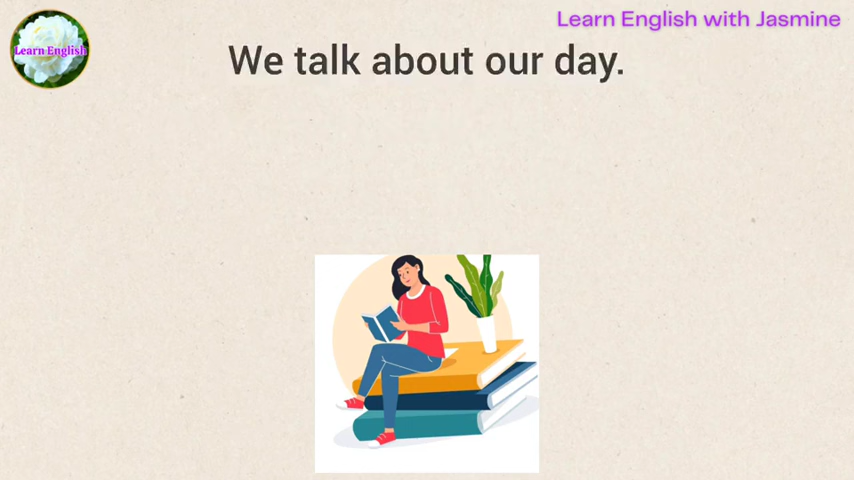 Learn English with Jasmine
Learn English
We talk about our day.